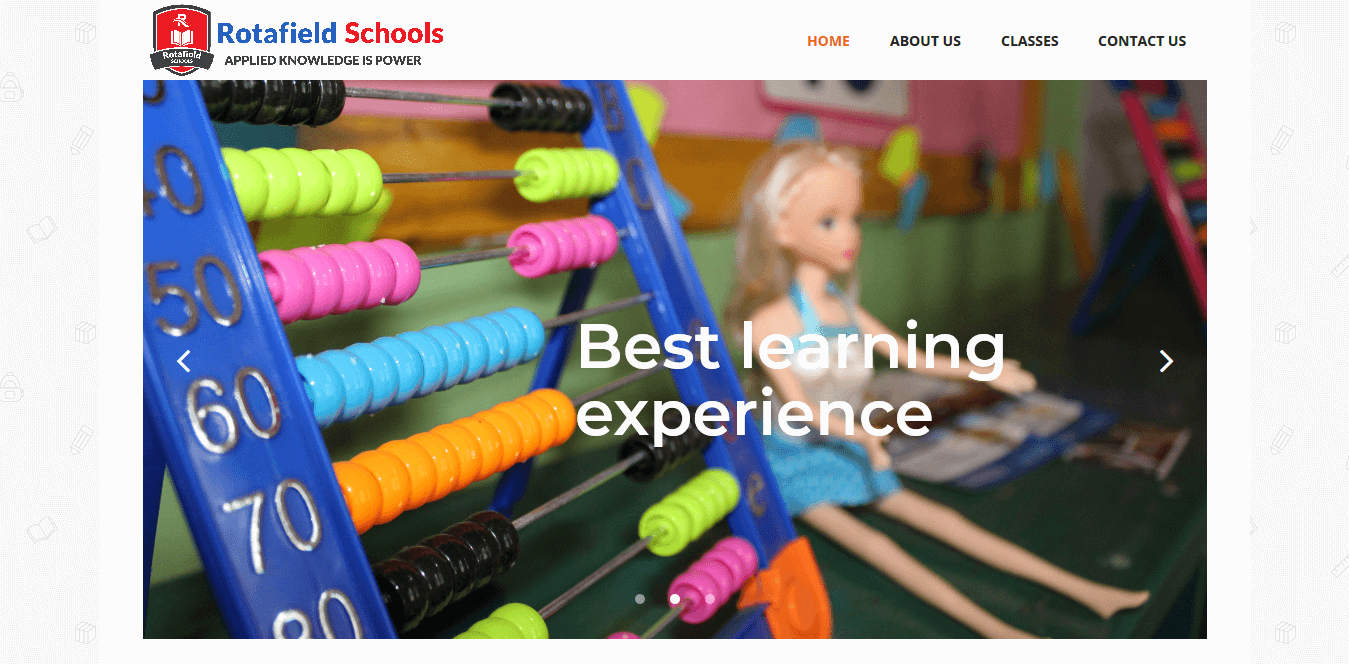 Rotafield Schools
APPLIED KNOWLEDGE IS POWER
R
Rotafield
SCHOOLS
HOME
ABOUT US
CLASSES
CONTACT US
50
60
70
80
Best learning
experience